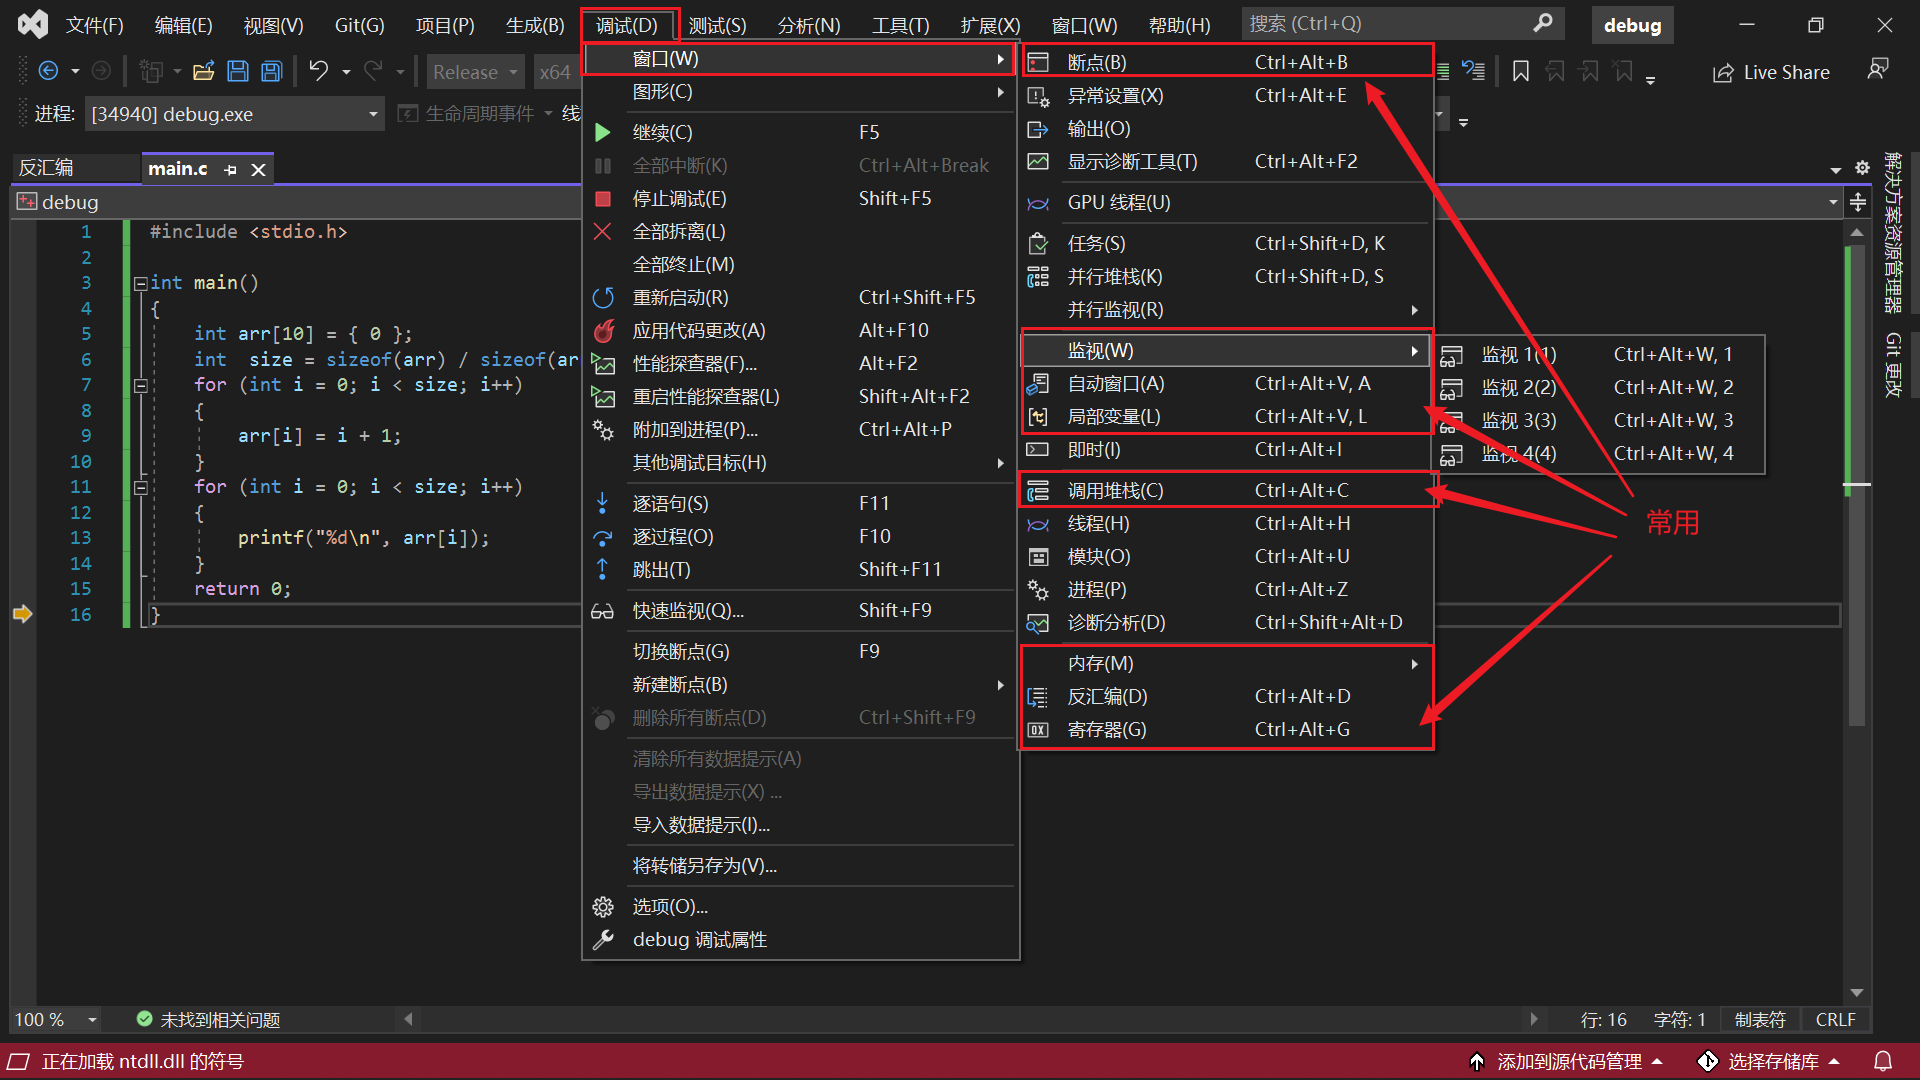 文件(F) 编辑(E) 视图(V) Git(G) 项目(P) 生成(B) 调试(D) 测试(S) 分析(N) 工具(T) 扩展(X) 窗口(W) 帮助(H) 搜索 (Ctrl+Q) debug
Release x64 Live Share
进程: [34940] debug.exe 生命周期事件 线
反汇编 main.c
debug
1 #include <stdio.h>
2
3 int main()
4 {
5 int arr[10] = { 0 };
6 int size = sizeof(arr) / sizeof(ar
7 for (int i = 0; i < size; i++)
8 {
9 arr[i] = i + 1;
10 }
11 for (int i = 0; i < size; i++)
12 {
13 printf("%d\n", arr[i]);
14 }
15 return 0;
16 }
窗口(W)
图形(C)
继续(C) F5
全部中断(K) Ctrl+Alt+Break
停止调试(E) Shift+F5
全部拆离(L)
全部终止(M)
重新启动(R) Ctrl+Shift+F5
应用代码更改(A) Alt+F10
性能探查器(F)... Alt+F2
重启性能探查器(L) Shift+Alt+F2
附加到进程(P)... Ctrl+Alt+P
其他调试目标(H)
逐语句(S) F11
逐过程(O) F10
跳出(T) Shift+F11
快速监视(Q)... Shift+F9
切换断点(G) F9
新建断点(B)
删除所有断点(D) Ctrl+Shift+F9
清除所有数据提示(A)
导出数据提示(X) ...
导入数据提示(I)...
将转储另存为(V)...
选项(O)...
debug 调试属性
断点(B) Ctrl+Alt+B
异常设置(X) Ctrl+Alt+E
输出(O)
显示诊断工具(T) Ctrl+Alt+F2
GPU 线程(U)
任务(S) Ctrl+Shift+D, K
并行堆栈(K) Ctrl+Shift+D, S
并行监视(R)
监视(W)
自动窗口(A) Ctrl+Alt+V, A
局部变量(L) Ctrl+Alt+V, L
即时(I) Ctrl+Alt+I
调用堆栈(C) Ctrl+Alt+C
线程(H) Ctrl+Alt+H
模块(O) Ctrl+Alt+U
进程(P) Ctrl+Alt+Z
诊断分析(D) Ctrl+Shift+Alt+D
内存(M)
反汇编(D) Ctrl+Alt+D
寄存器(G) Ctrl+Alt+G
监视 1(1) Ctrl+Alt+W, 1
监视 2(2) Ctrl+Alt+W, 2
监视 3(3) Ctrl+Alt+W, 3
监视 4(4) Ctrl+Alt+W, 4
常用
解决方案资源管理器
Git 更改
100 % 未找到相关问题 行: 16 字符: 1 制表符 CRLF
正在加载 ntdll.dll 的符号 添加到源代码管理 选择存储库